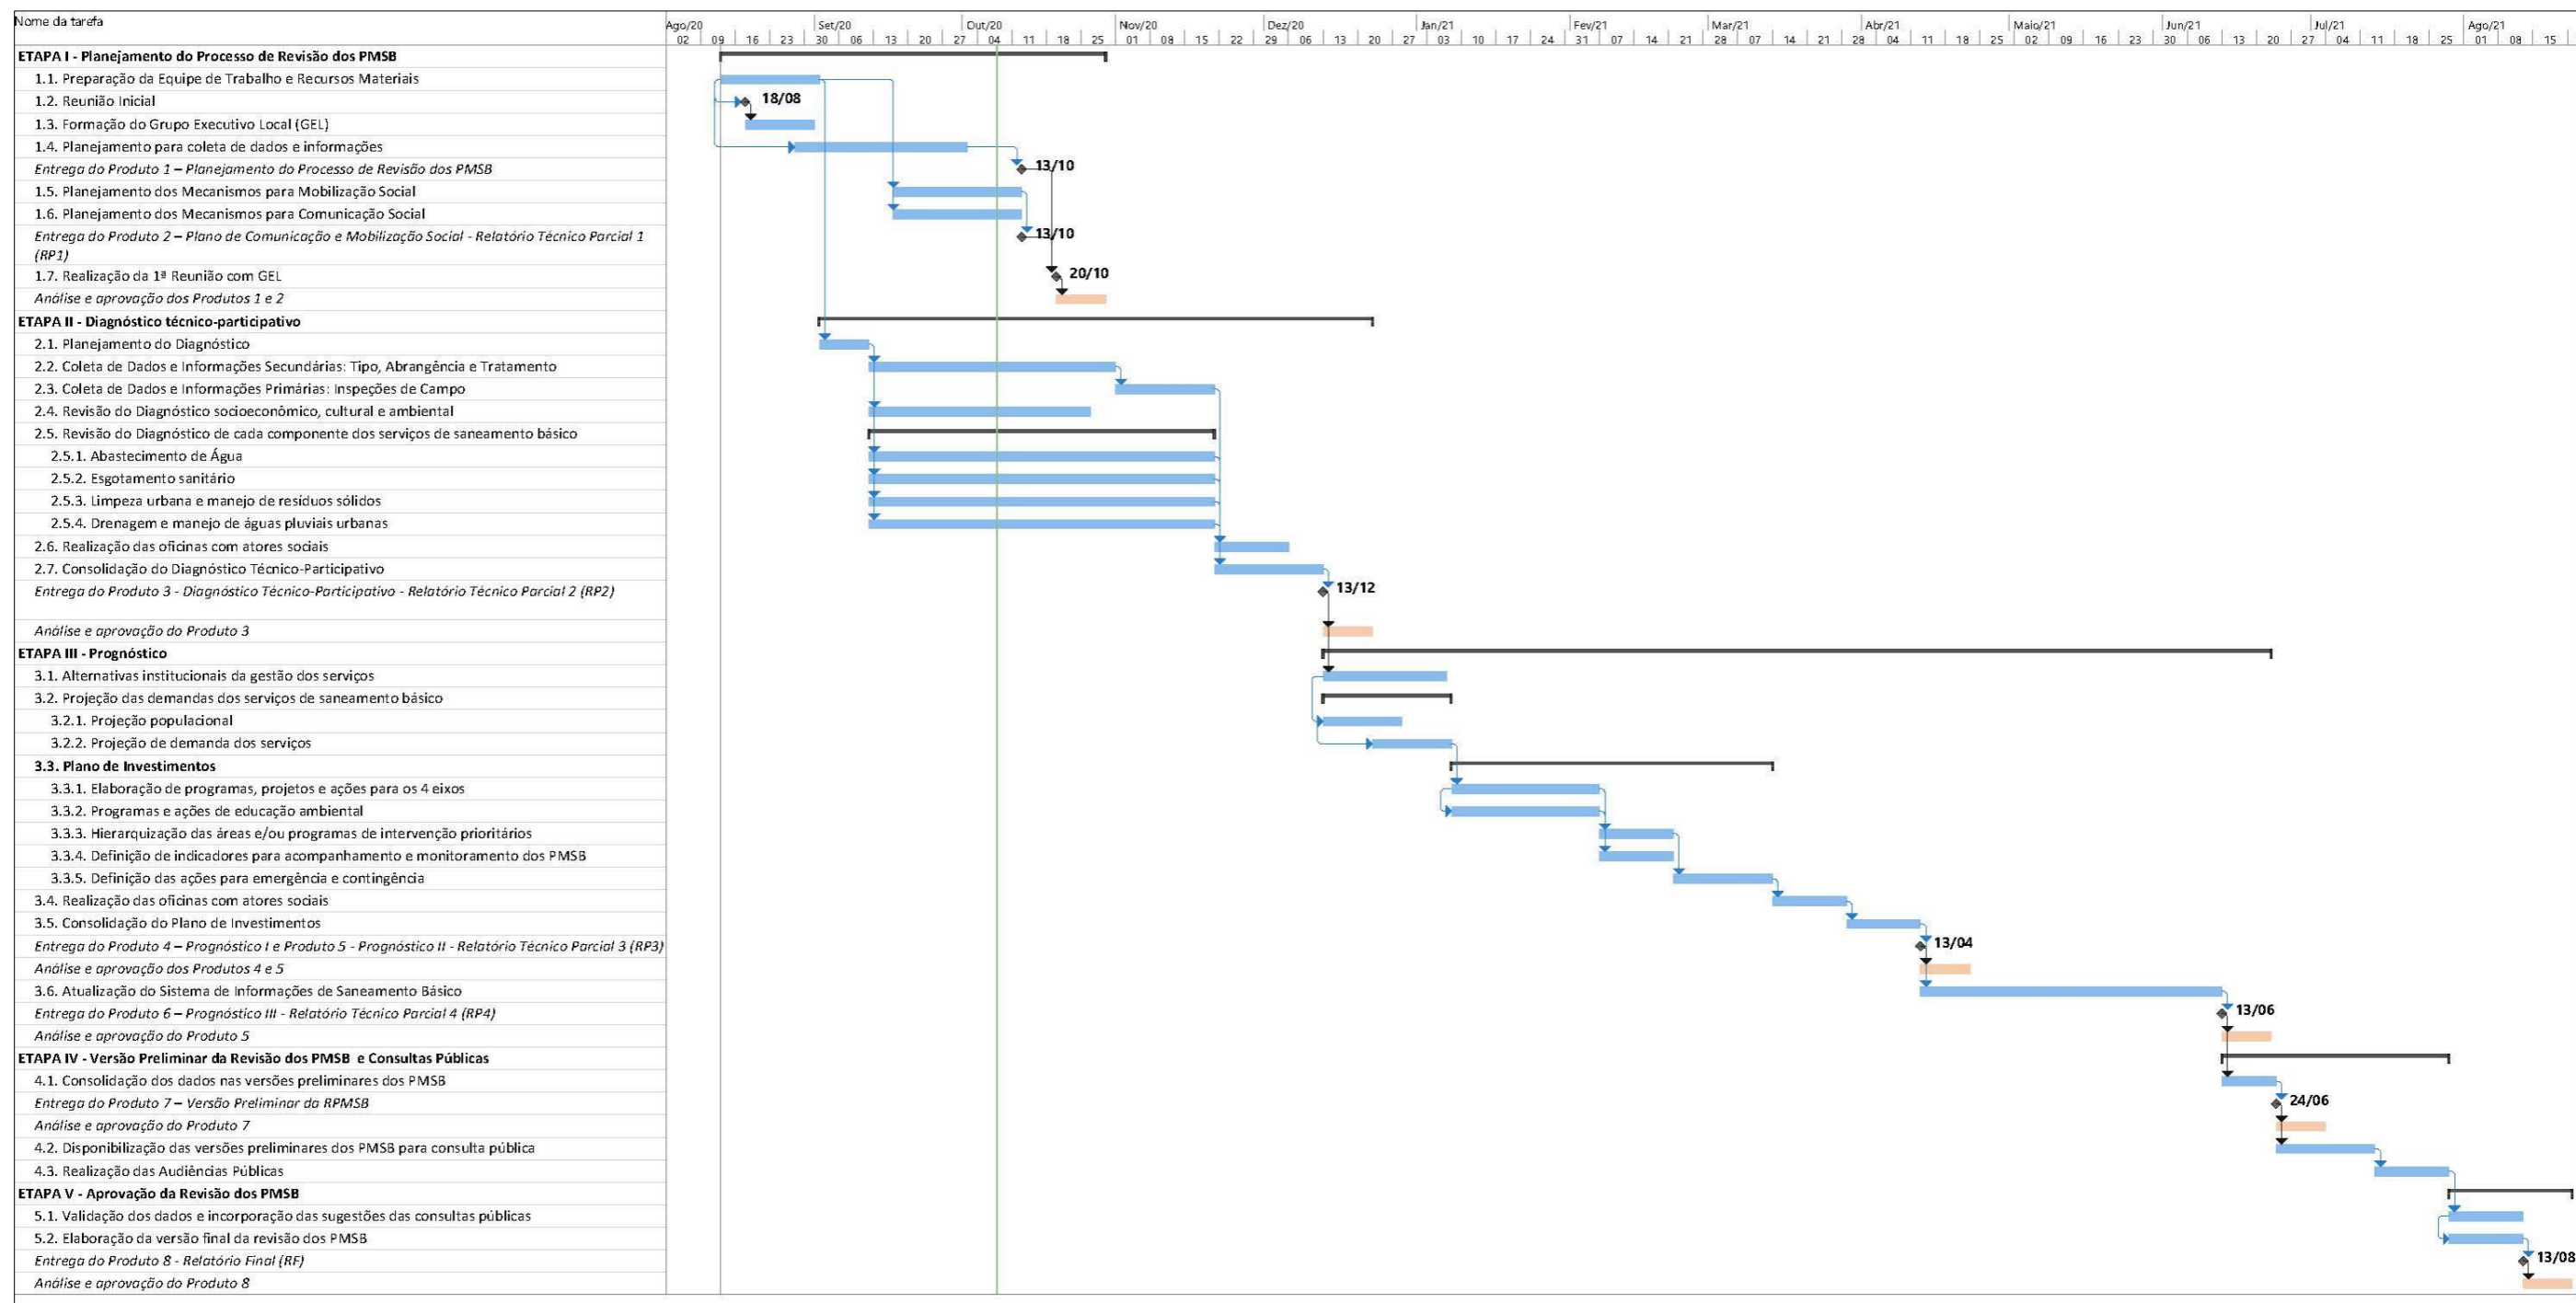 Nome da tarefa
Ago/20 Set/20 Out/20 Nov/20 Dez/20 Jan/21 Fev/21 Mar/21 Abr/21 Maio/21 Jun/21 Jul/21 Ago/21
02 09 16 23 30 06 13 20 27 04 11 18 25 01 08 15 22 29 06 13 20 27 03 10 17 24 31 07 14 21 28 07 14 21 28 04 11 18 25 02 09 16 23 30 06 13 20 27 04 11 18 25 01 08 15
ETAPA I - Planejamento do Processo de Revisão dos PMSB
1.1. Preparação da Equipe de Trabalho e Recursos Materiais
1.2. Reunião Inicial 18/08
1.3. Formação do Grupo Executivo Local (GEL)
1.4. Planejamento para coleta de dados e informações
Entrega do Produto 1 – Planejamento do Processo de Revisão dos PMSB 13/10
1.5. Planejamento dos Mecanismos para Mobilização Social
1.6. Planejamento dos Mecanismos para Comunicação Social
Entrega do Produto 2 – Plano de Comunicação e Mobilização Social - Relatório Técnico Parcial 1 13/10
(RP1)
1.7. Realização da 1ª Reunião com GEL 20/10
Análise e aprovação dos Produtos 1 e 2
ETAPA II - Diagnóstico técnico-participativo
2.1. Planejamento do Diagnóstico
2.2. Coleta de Dados e Informações Secundárias: Tipo, Abrangência e Tratamento
2.3. Coleta de Dados e Informações Primárias: Inspeções de Campo
2.4. Revisão do Diagnóstico socioeconômico, cultural e ambiental
2.5. Revisão do Diagnóstico de cada componente dos serviços de saneamento básico
2.5.1. Abastecimento de Água
2.5.2. Esgotamento sanitário
2.5.3. Limpeza urbana e manejo de resíduos sólidos
2.5.4. Drenagem e manejo de águas pluviais urbanas
2.6. Realização das oficinas com atores sociais
2.7. Consolidação do Diagnóstico Técnico-Participativo
Entrega do Produto 3 - Diagnóstico Técnico-Participativo - Relatório Técnico Parcial 2 (RP2) 13/12
Análise e aprovação do Produto 3
ETAPA III - Prognóstico
3.1. Alternativas institucionais da gestão dos serviços
3.2. Projeção das demandas dos serviços de saneamento básico
3.2.1. Projeção populacional
3.2.2. Projeção de demanda dos serviços
3.3. Plano de Investimentos
3.3.1. Elaboração de programas, projetos e ações para os 4 eixos
3.3.2. Programas e ações de educação ambiental
3.3.3. Hierarquização das áreas e/ou programas de intervenção prioritários
3.3.4. Definição de indicadores para acompanhamento e monitoramento dos PMSB
3.3.5. Definição das ações para emergência e contingência
3.4. Realização das oficinas com atores sociais
3.5. Consolidação do Plano de Investimentos
Entrega do Produto 4 – Prognóstico I e Produto 5 - Prognóstico II - Relatório Técnico Parcial 3 (RP3) 13/04
Análise e aprovação dos Produtos 4 e 5
3.6. Atualização do Sistema de Informações de Saneamento Básico
Entrega do Produto 6 – Prognóstico III - Relatório Técnico Parcial 4 (RP4) 13/06
Análise e aprovação do Produto 5
ETAPA IV - Versão Preliminar da Revisão dos PMSB e Consultas Públicas
4.1. Consolidação dos dados nas versões preliminares dos PMSB
Entrega do Produto 7 – Versão Preliminar da RPMSB 24/06
Análise e aprovação do Produto 7
4.2. Disponibilização das versões preliminares dos PMSB para consulta pública
4.3. Realização das Audiências Públicas
ETAPA V - Aprovação da Revisão dos PMSB
5.1. Validação dos dados e incorporação das sugestões das consultas públicas
5.2. Elaboração da versão final da revisão dos PMSB
Entrega do Produto 8 - Relatório Final (RF) 13/08
Análise e aprovação do Produto 8